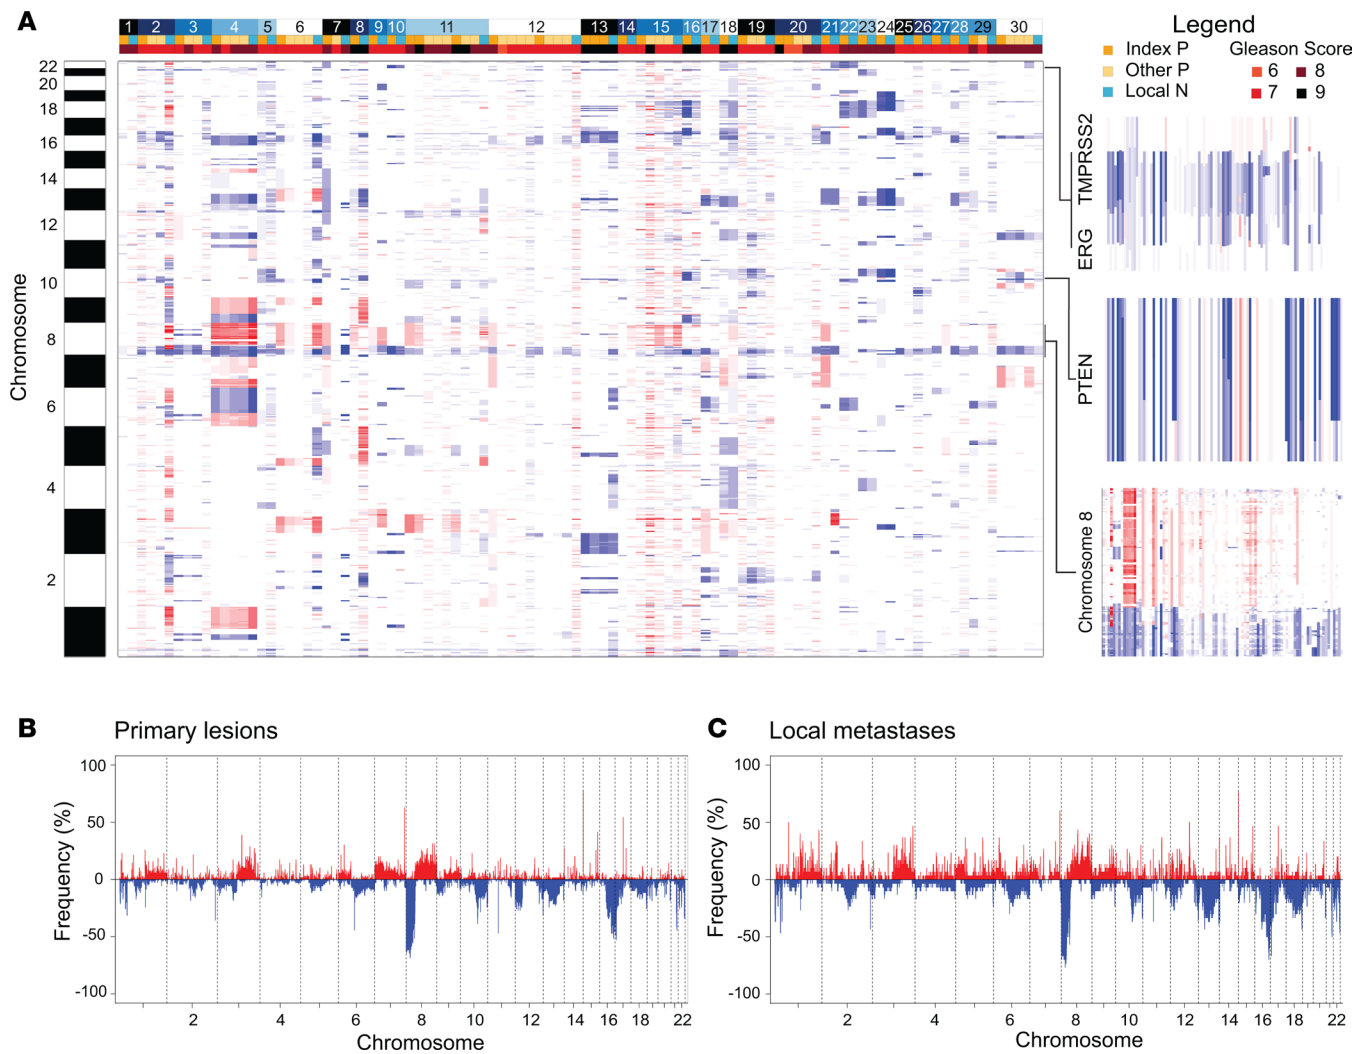 A
1 2 3 4 5 6 7 8 9 10 11 12 13 14 15 16 17 18 19 20 21 22 23 24 25 26 27 28 29 30
Legend
Index P
Other P
Local N
Gleason Score
6 8
7 9
Chromosome
22
20
18
16
14
12
10
8
6
4
2
TMPRSS2
ERG
PTEN
Chromosome 8
B Primary lesions
Frequency (%)
100
50
0
-50
-100
2 4 6 8 10 12 14 16 18 22
Chromosome
C Local metastases
Frequency (%)
100
50
0
-50
-100
2 4 6 8 10 12 14 16 18 22
Chromosome